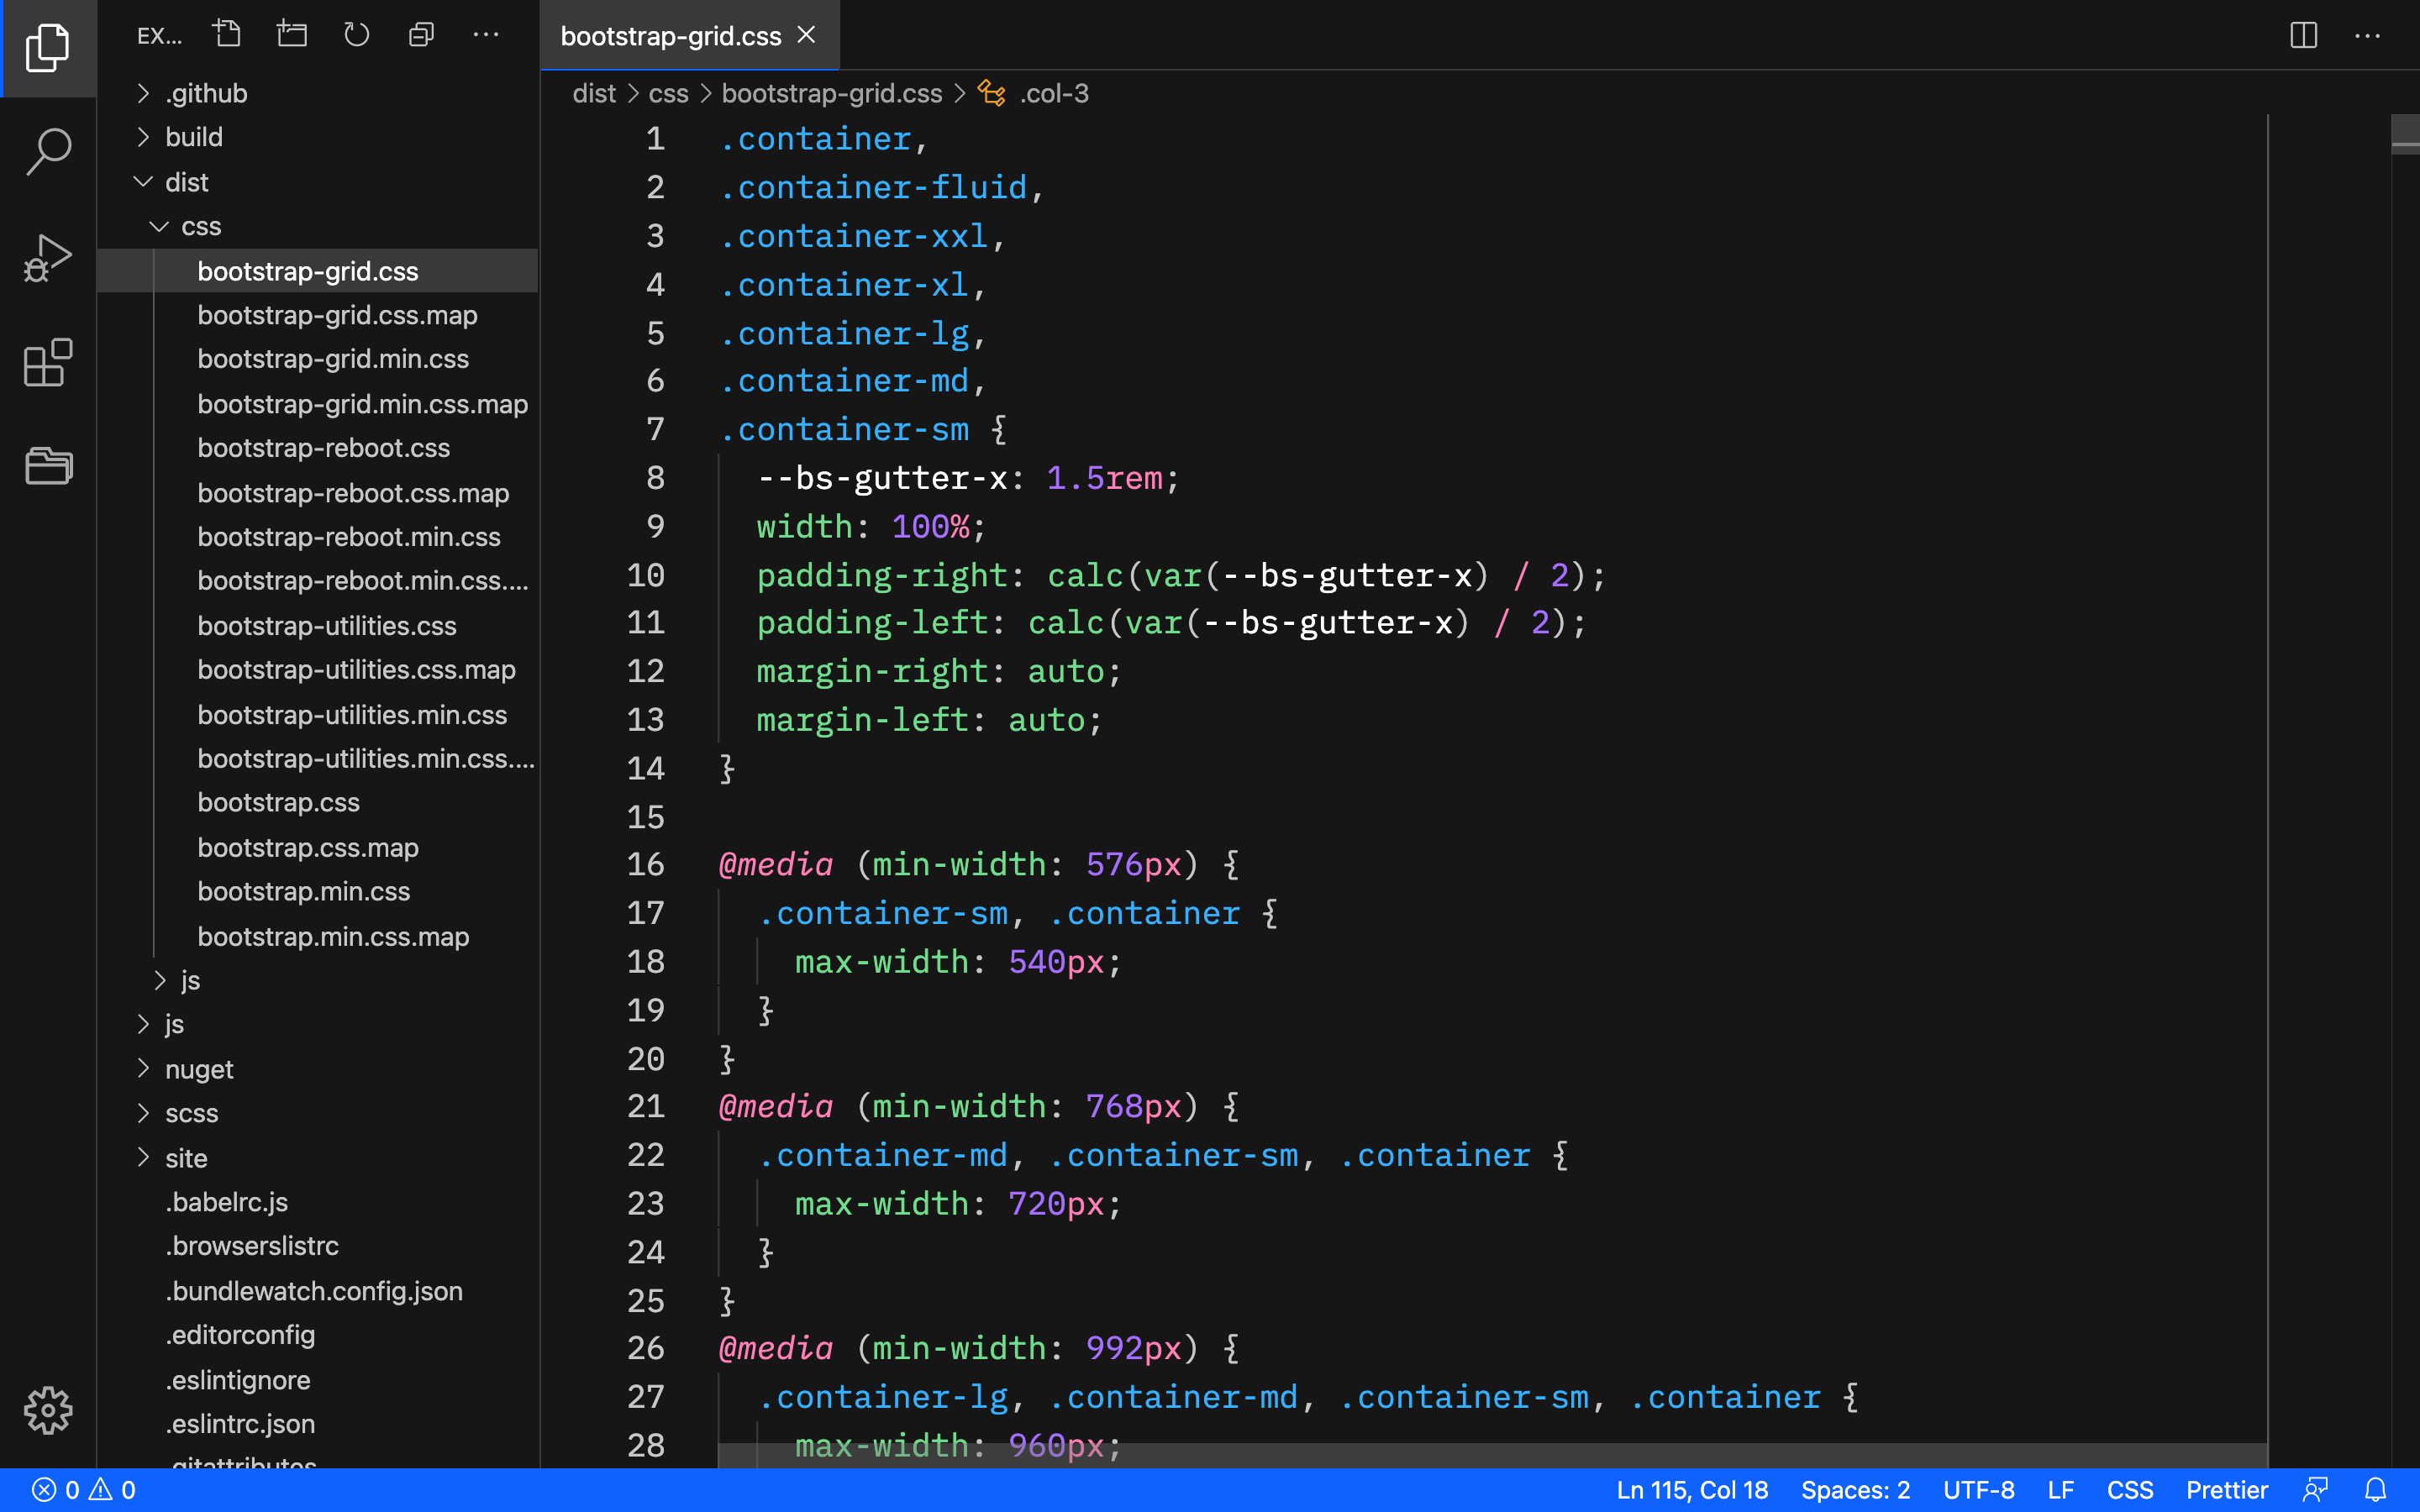 EX...
.github
build
dist
css
bootstrap-grid.css
bootstrap-grid.css.map
bootstrap-grid.min.css
bootstrap-grid.min.css.map
bootstrap-reboot.css
bootstrap-reboot.css.map
bootstrap-reboot.min.css
bootstrap-reboot.min.css....
bootstrap-utilities.css
bootstrap-utilities.css.map
bootstrap-utilities.min.css
bootstrap-utilities.min.css....
bootstrap.css
bootstrap.css.map
bootstrap.min.css
bootstrap.min.css.map
js
js
nuget
scss
site
.babelrc.js
.browserslistrc
.bundlewatch.config.json
.editorconfig
.eslintignore
.eslintrc.json
.gitattributes
bootstrap-grid.css
dist > css > bootstrap-grid.css > .col-3
1 .container,
2 .container-fluid,
3 .container-xxl,
4 .container-xl,
5 .container-lg,
6 .container-md,
7 .container-sm {
8   --bs-gutter-x: 1.5rem;
9   width: 100%;
10   padding-right: calc(var(--bs-gutter-x) / 2);
11   padding-left: calc(var(--bs-gutter-x) / 2);
12   margin-right: auto;
13   margin-left: auto;
14 }
15
16 @media (min-width: 576px) {
17   .container-sm, .container {
18     max-width: 540px;
19   }
20 }
21 @media (min-width: 768px) {
22   .container-md, .container-sm, .container {
23     max-width: 720px;
24   }
25 }
26 @media (min-width: 992px) {
27   .container-lg, .container-md, .container-sm, .container {
28     max-width: 960px;
0 0 Ln 115, Col 18 Spaces: 2 UTF-8 LF CSS Prettier